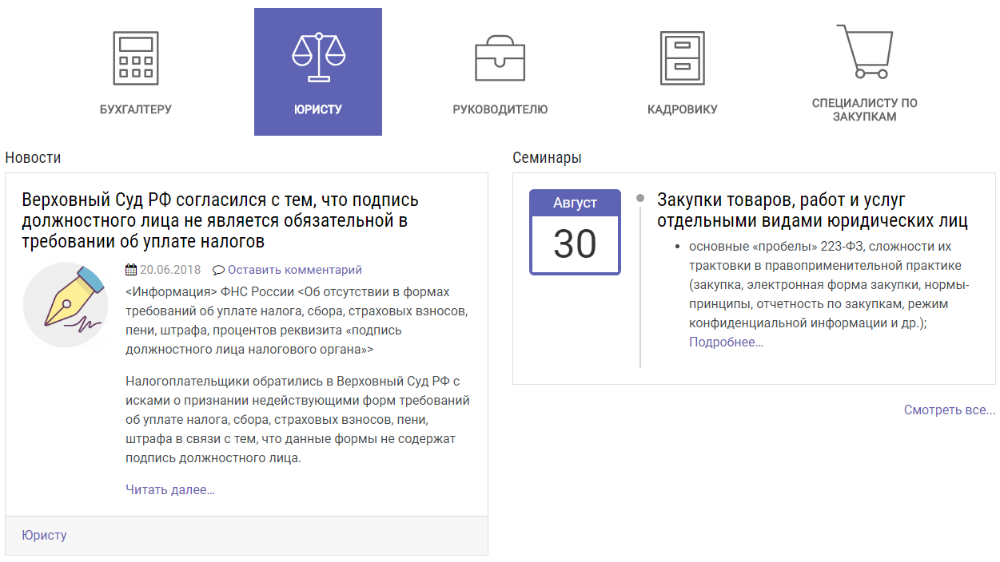 БУХГАЛТЕРУ
ЮРИСТУ
РУКОВОДИТЕЛЮ
КАДРОВИКУ
СПЕЦИАЛИСТУ ПО
ЗАКУПКАМ
Новости
Верховный Суд РФ согласился с тем, что подпись
должностного лица не является обязательной в
требовании об уплате налогов
20.06.2018 Оставить комментарий
<Информация> ФНС России <Об отсутствии в формах
требований об уплате налога, сбора, страховых взносов,
пени, штрафа, процентов реквизита «подпись
должностного лица налогового органа»>
Налогоплательщики обратились в Верховный Суд РФ с
исками о признании недействующими форм требований
об уплате налога, сбора, страховых взносов, пени,
штрафа в связи с тем, что данные формы не содержат
подпись должностного лица.
Читать далее…
Юристу
Семинары
Август
30
Закупки товаров, работ и услуг
отдельными видами юридических лиц
• основные «пробелы» 223-ФЗ, сложности их
трактовки в правоприменительной практике
(закупка, электронная форма закупки, нормы-
принципы, отчетность по закупкам, режим
конфиденциальной информации и др.);
Подробнее…
Смотреть все...